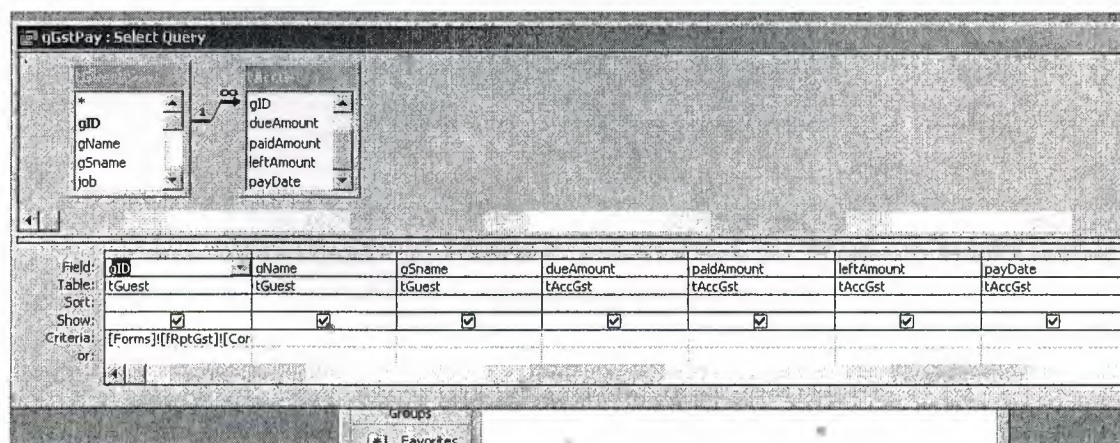 qGstPay : Select Query
*
gID
gName
gSname
job
1
∞
gID
dueAmount
paidAmount
leftAmount
payDate
Field: gID gName gSname dueAmount paidAmount leftAmount payDate
Table: tGuest tGuest tGuest tAccGst tAccGst tAccGst tAccGst
Sort:
Show:
Criteria: [Forms]![fRptGst]![Cor
or:
Groups
Favorites